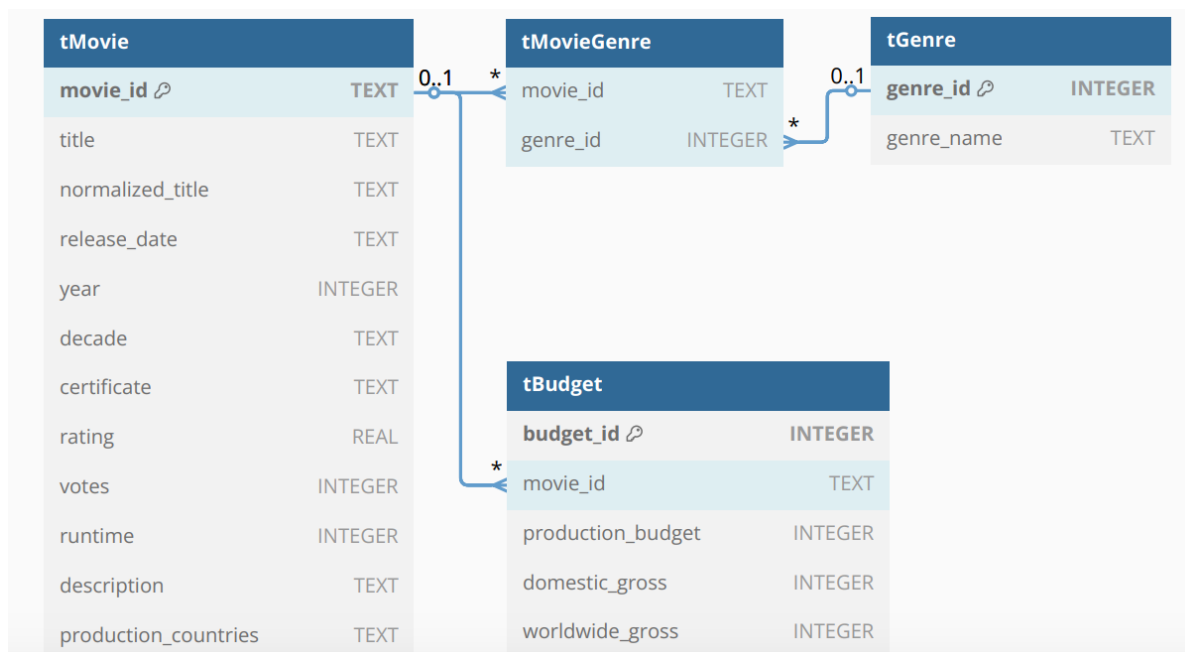 tMovie
movie_id TEXT
title TEXT
normalized_title TEXT
release_date TEXT
year INTEGER
decade TEXT
certificate TEXT
rating REAL
votes INTEGER
runtime INTEGER
description TEXT
production_countries TEXT
0..1
*
*
tMovieGenre
movie_id TEXT
genre_id INTEGER
*
0..1
tGenre
genre_id INTEGER
genre_name TEXT
tBudget
budget_id INTEGER
movie_id TEXT
production_budget INTEGER
domestic_gross INTEGER
worldwide_gross INTEGER